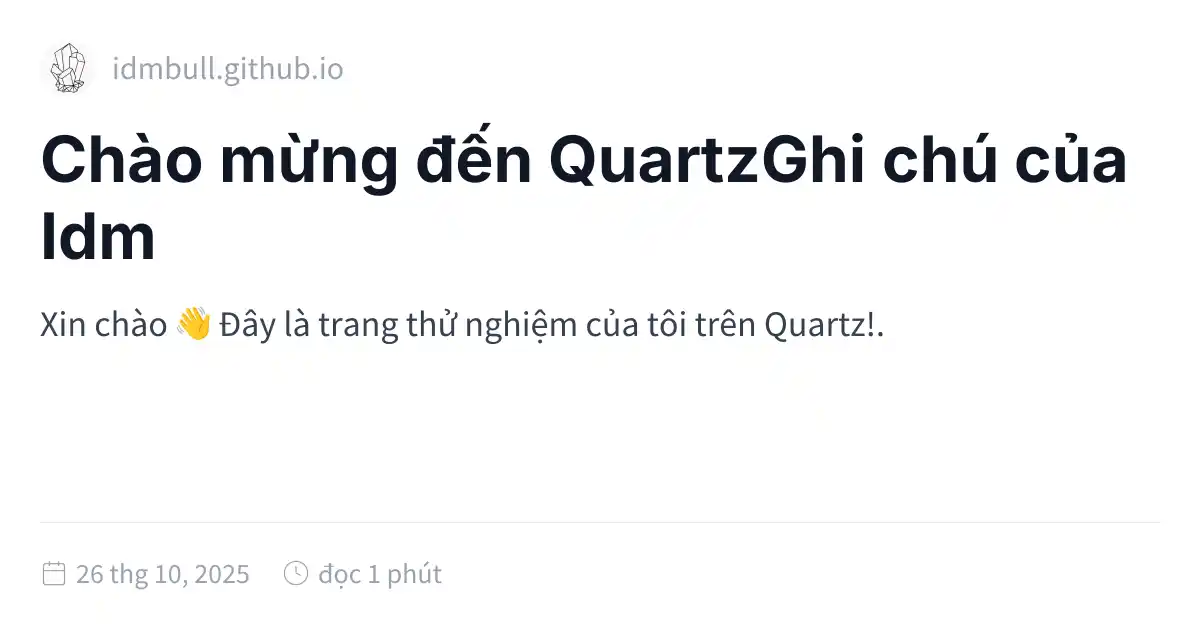 idmbull.github.io
Chào mừng đến QuartzGhi chú của
Idm
Xin chào 👋 Đây là trang thử nghiệm của tôi trên Quartz!.
26 thg 10, 2025 đọc 1 phút